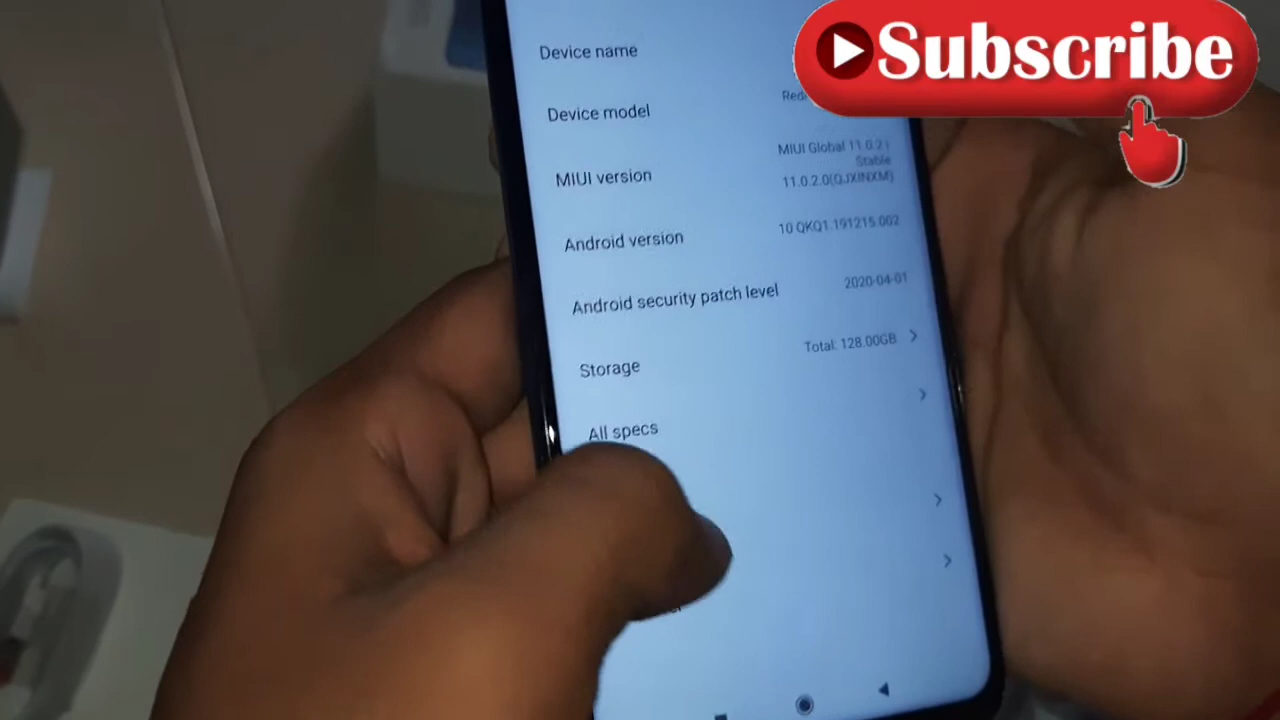 Subscribe
Device name
Device model
MIUI version
MIUI Global 11.0.2 |
Stable
11.0.2.0(QJXINXM)
Android version
10 QKQ1.191215.002
Android security patch level
2020-04-01
Storage
Total: 128.00GB
All specs